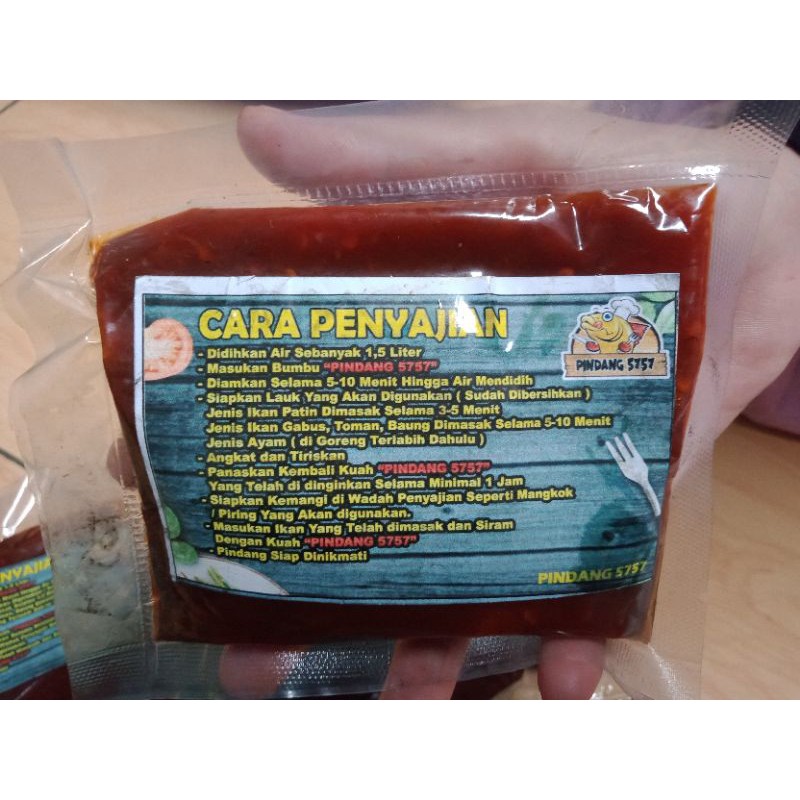 CARA PENYAJIAN
PINDANG 5757
- Didihkan Air Sebanyak 1,5 Liter
- Masukan Bumbu "PINDANG 5757"
- Diamkan Selama 5-10 Menit Hingga Air Mendidih
- Siapkan Lauk Yang Akan Digunakan ( Sudah Dibersihkan )
Jenis Ikan Patin Dimasak Selama 3-5 Menit
Jenis Ikan Gabus, Toman, Baung Dimasak Selama 5-10 Menit
Jenis Ayam ( di Goreng Terlabih Dahulu )
- Angkat dan Tiriskan
- Panaskan Kembali Kuah "PINDANG 5757"
Yang Telah di dinginkan Selama Minimal 1 Jam
- Siapkan Kemangi di Wadah Penyajian Seperti Mangkok
/ Piring Yang Akan digunakan.
- Masukan Ikan Yang Telah dimasak dan Siram
Dengan Kuah "PINDANG 5757"
- Pindang Siap Dinikmati
PINDANG 5757